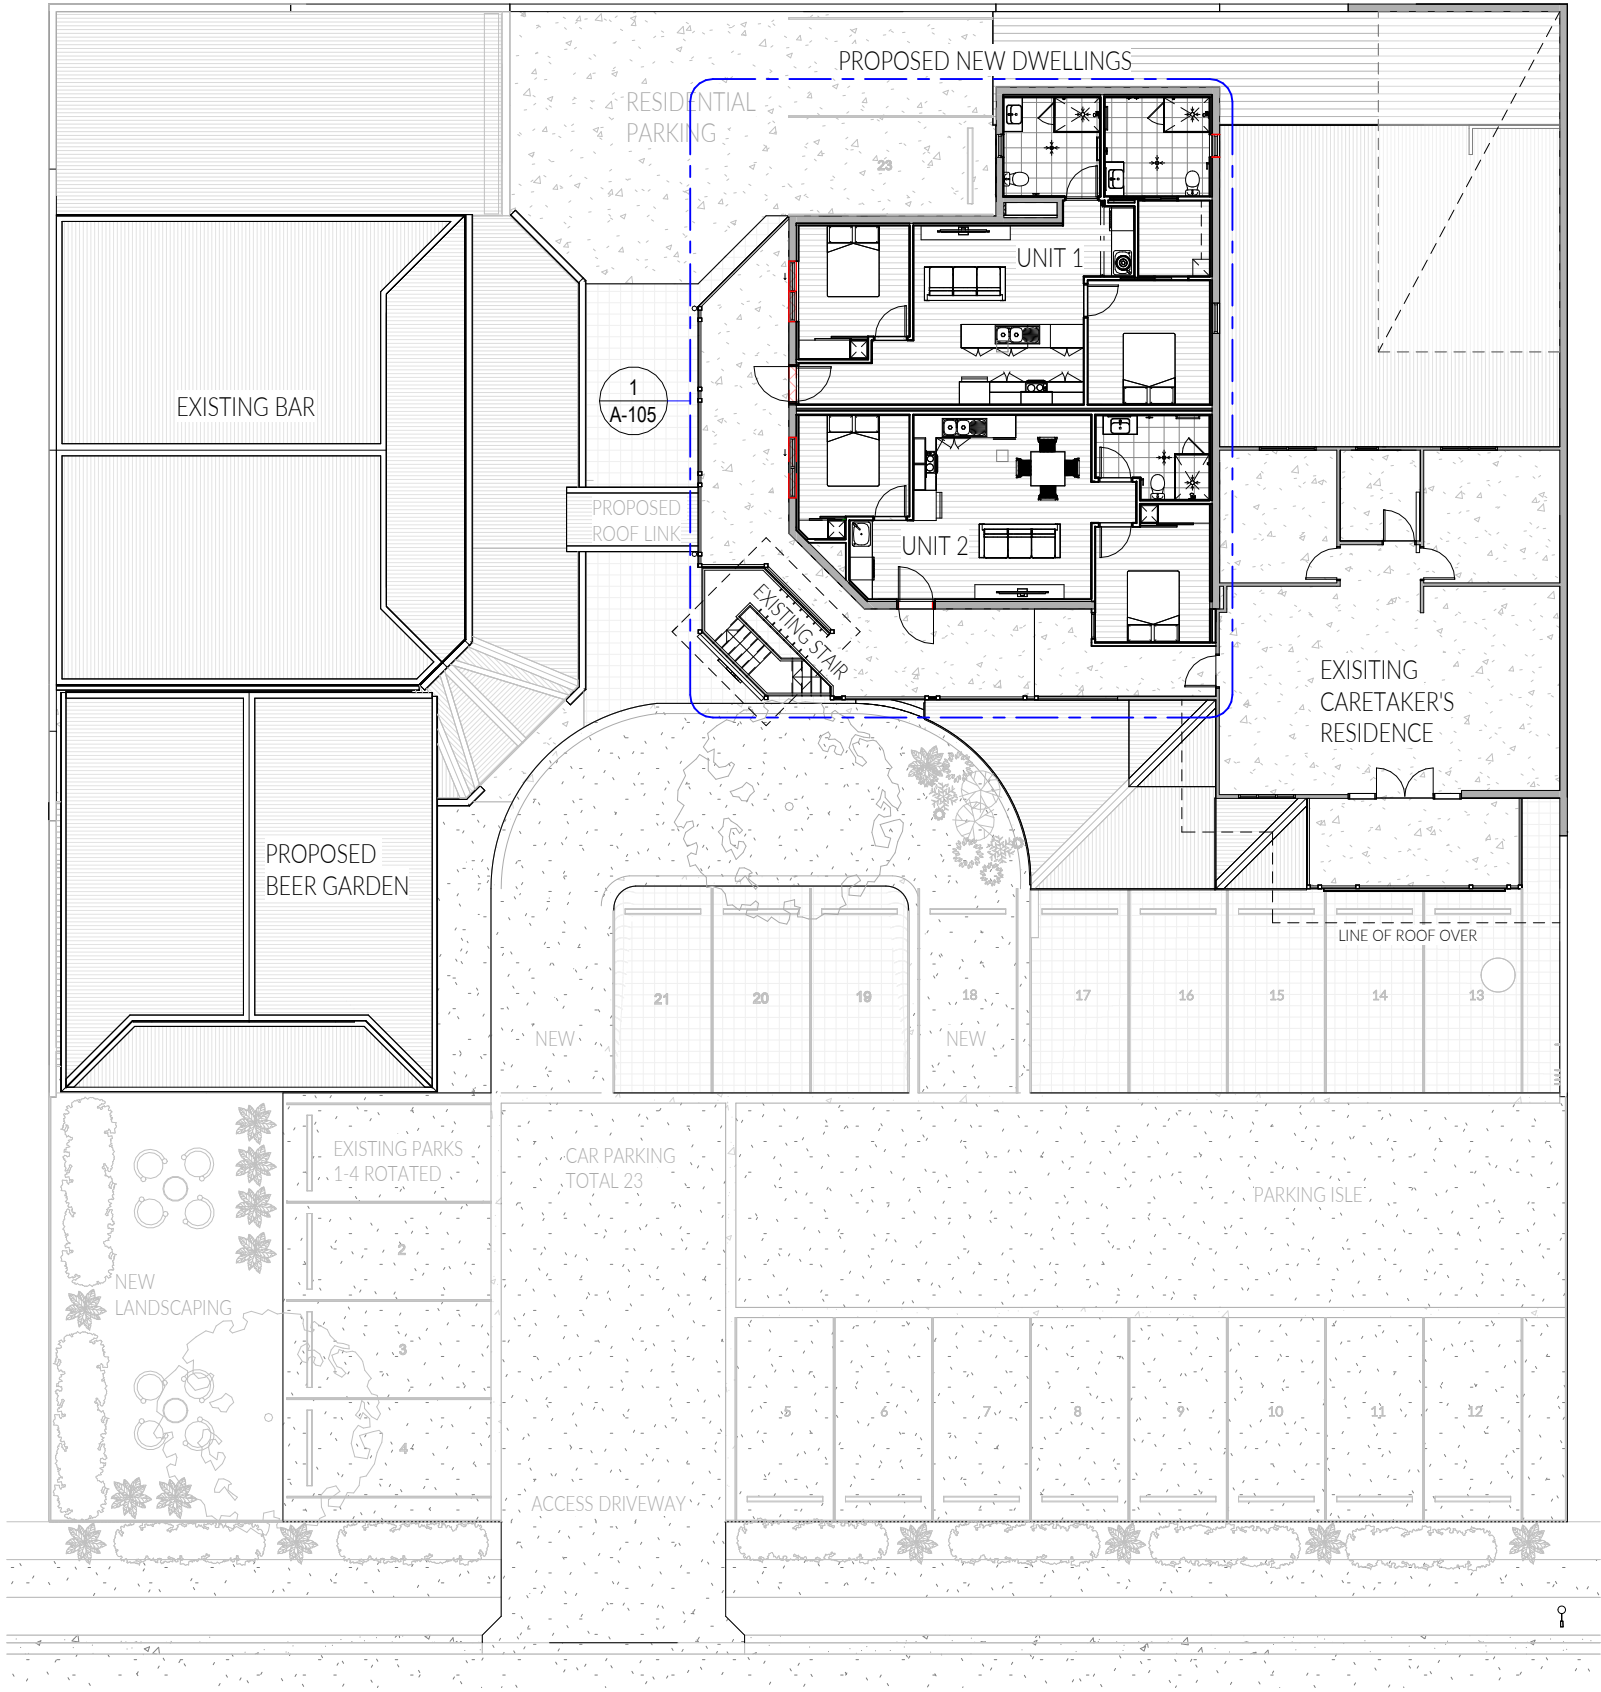 PROPOSED NEW DWELLINGS
RESIDENTIAL
PARKING
23
UNIT 1
EXISTING BAR
1
A-105
PROPOSED
ROOF LINK
UNIT 2
EXISTING STAIR
EXISITING
CARETAKER'S
RESIDENCE
PROPOSED
BEER GARDEN
LINE OF ROOF OVER
21
20
19
18
17
16
15
14
13
NEW
NEW
EXISTING PARKS
1-4 ROTATED
CAR PARKING
TOTAL 23
PARKING ISLE
2
NEW
LANDSCAPING
3
5
6
7
8
9
10
11
12
4
ACCESS DRIVEWAY